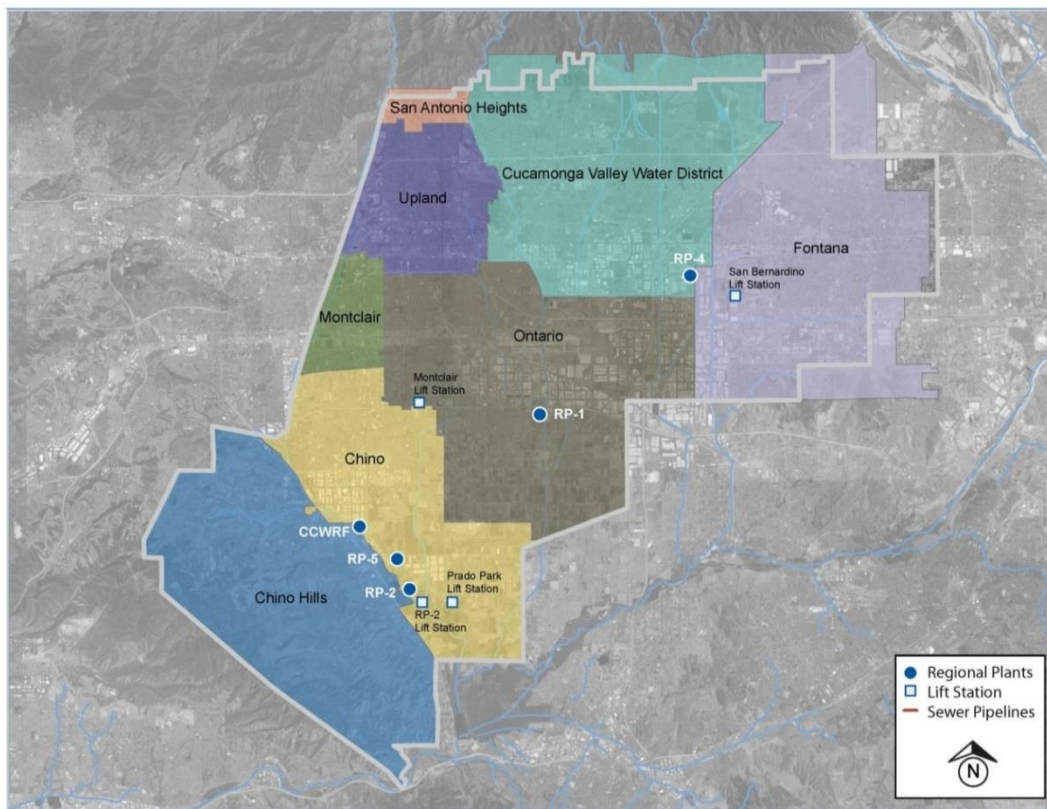 San Antonio Heights
Cucamonga Valley Water District
Upland
Fontana
RP-4
San Bernardino
Lift Station
Montclair
Ontario
Montclair
Lift Station
RP-1
Chino
CCWRF
RP-5
Prado Park
Lift Station
RP-2
Chino Hills
RP-2
Lift Station
Regional Plants
Lift Station
Sewer Pipelines
N